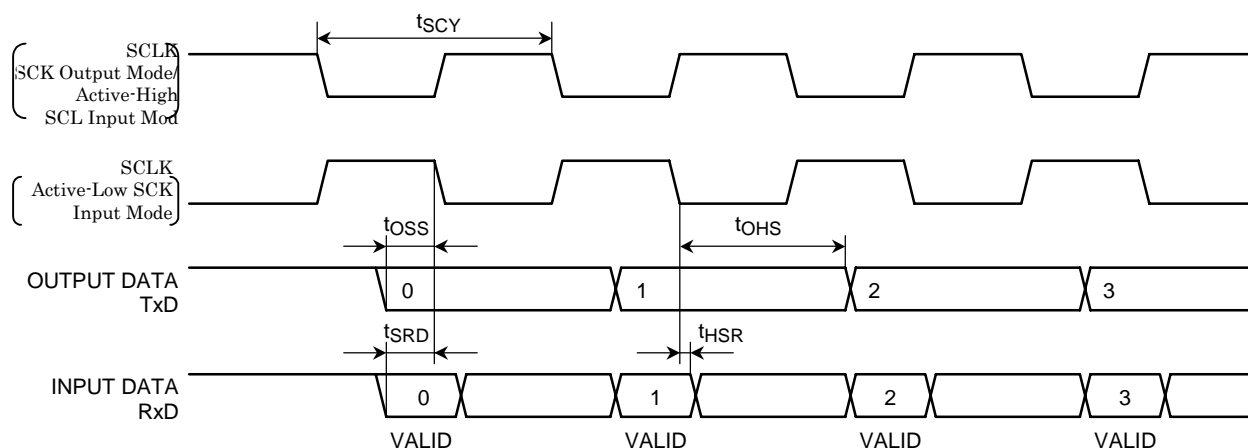 tSCY
SCLK
SCK Output Mode/
Active-High
SCL Input Mod
SCLK
Active-Low SCK
Input Mode
tOSS
tOHS
OUTPUT DATA
TxD
0
1
2
3
tSRD
tHSR
INPUT DATA
RxD
0
1
2
3
VALID
VALID
VALID
VALID